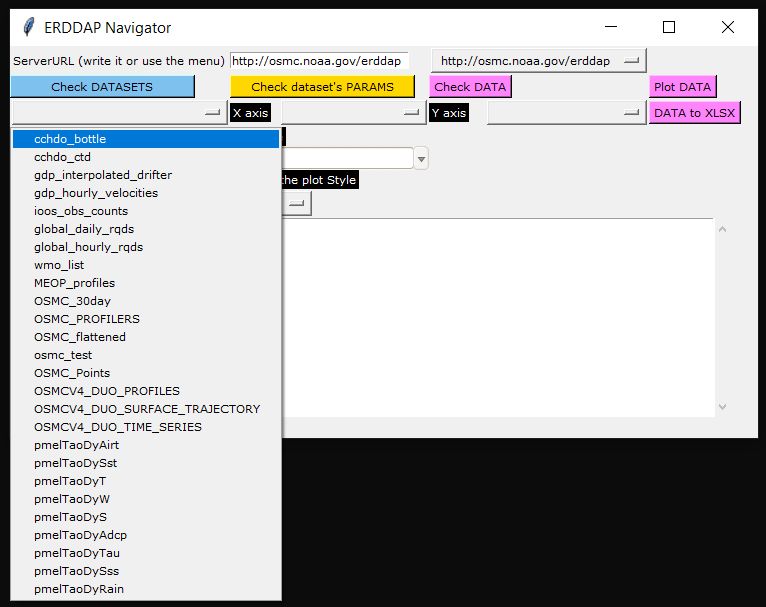 ERDDAP Navigator
ServerURL (write it or use the menu) http://osmc.noaa.gov/erddap http://osmc.noaa.gov/erddap
Check DATASETS Check dataset's PARAMS Check DATA Plot DATA
X axis Y axis DATA to XLSX
the plot Style
cchdo_bottle
cchdo_ctd
gdp_interpolated_drifter
gdp_hourly_velocities
ioos_obs_counts
global_daily_rqds
global_hourly_rqds
wmo_list
MEOP_profiles
OSMC_30day
OSMC_PROFILERS
OSMC_flattened
osmc_test
OSMC_Points
OSMCV4_DUO_PROFILES
OSMCV4_DUO_SURFACE_TRAJECTORY
OSMCV4_DUO_TIME_SERIES
pmelTaoDyAirt
pmelTaoDySst
pmelTaoDyT
pmelTaoDyW
pmelTaoDyS
pmelTaoDyAdcp
pmelTaoDyTau
pmelTaoDySss
pmelTaoDyRain